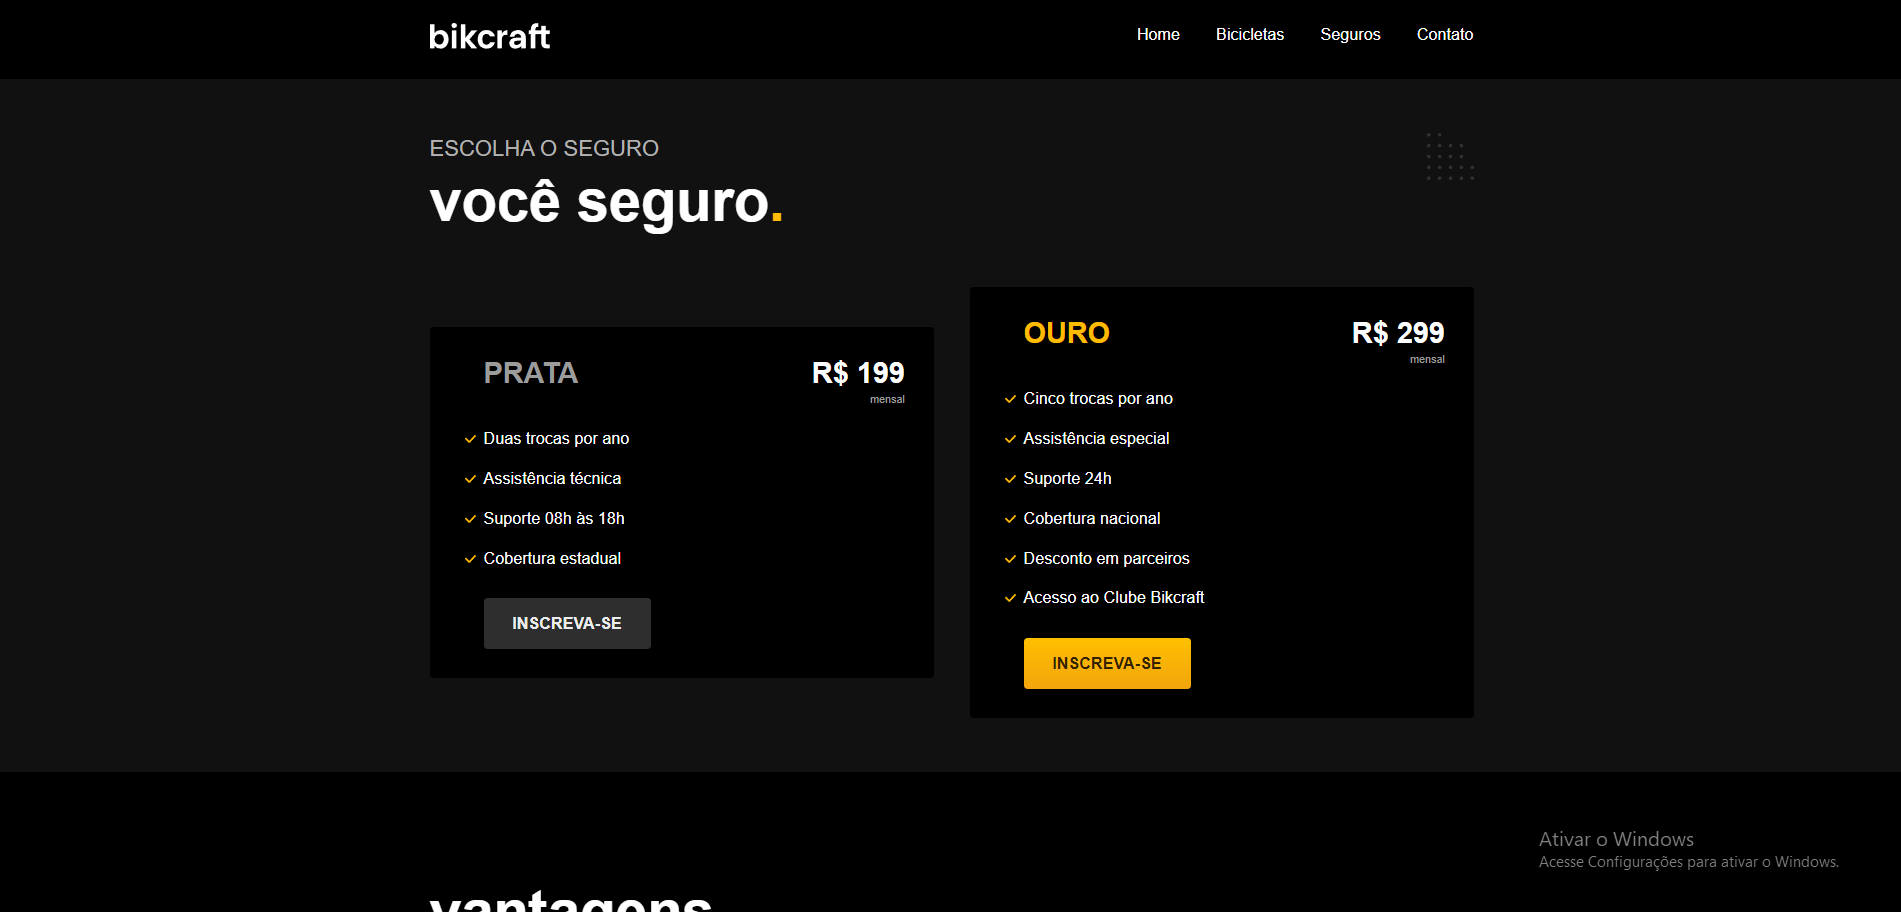 bikcraft
Home Bicicletas Seguros Contato
ESCOLHA O SEGURO
você seguro.
PRATA
R$ 199
mensal
Duas trocas por ano
Assistência técnica
Suporte 08h às 18h
Cobertura estadual
INSCREVA-SE
OURO
R$ 299
mensal
Cinco trocas por ano
Assistência especial
Suporte 24h
Cobertura nacional
Desconto em parceiros
Acesso ao Clube Bikcraft
INSCREVA-SE
vantagens
Ativar o Windows
Acesse Configurações para ativar o Windows.